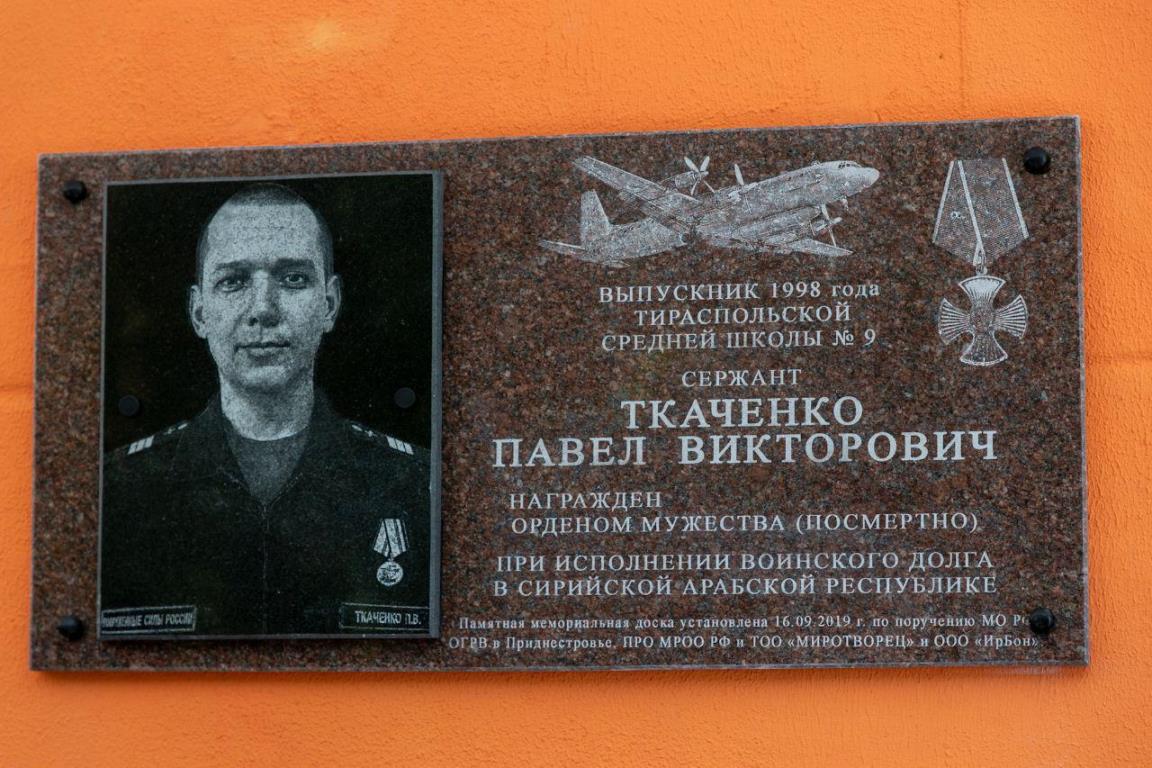 ВЫПУСКНИК 1998 года
ТИРАСПОЛЬСКОЙ
СРЕДНЕЙ ШКОЛЫ № 9
СЕРЖАНТ
ТКАЧЕНКО
ПАВЕЛ ВИКТОРОВИЧ
НАГРАЖДЕН
ОРДЕНОМ МУЖЕСТВА (ПОСМЕРТНО)
ПРИ ИСПОЛНЕНИИ ВОИНСКОГО ДОЛГА
В СИРИЙСКОЙ АРАБСКОЙ РЕСПУБЛИКЕ
Памятная мемориальная доска установлена 16.09.2019 г. по поручению МО
ОГРВ в Приднестровье, ПРО МРОО РФ и ТОО «МИРОТВОРЕЦ» и ООО «ИрБон»
СИЛЫ РОССИИ
ТКАЧЕНКО П.В.